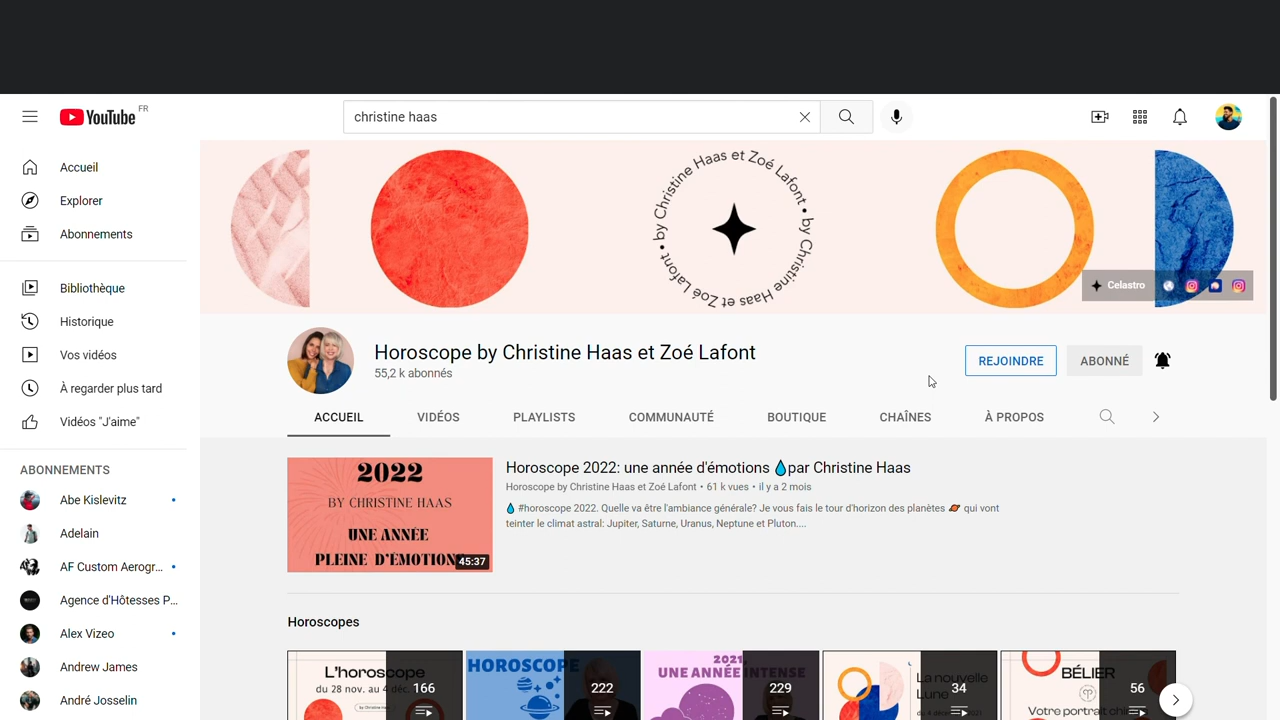 YouTube FR
christine haas
Accueil
Explorer
Abonnements
Bibliothèque
Historique
Vos vidéos
À regarder plus tard
Vidéos "J'aime"
ABONNEMENTS
Abe Kislevitz
Adelain
AF Custom Aerogr...
Agence d'Hôtesses P...
Alex Vizeo
Andrew James
André Josselin
by Christine Haas et Zoé Lafont • by Christine Haas et Zoé Lafont •
Celastro
Horoscope by Christine Haas et Zoé Lafont
55,2 k abonnés
REJOINDRE
ABONNÉ
ACCUEIL VIDÉOS PLAYLISTS COMMUNAUTÉ BOUTIQUE CHAÎNES À PROPOS
2022
BY CHRISTINE HAAS
UNE ANNÉE
PLEINE D'ÉMOTION
45:37
Horoscope 2022: une année d'émotions 💧par Christine Haas
Horoscope by Christine Haas et Zoé Lafont • 61 k vues • il y a 2 mois
💧 #horoscope 2022. Quelle va être l'ambiance générale? Je vous fais le tour d'horizon des planètes 🪐 qui vont
teinter le climat astral: Jupiter, Saturne, Uranus, Neptune et Pluton....
Horoscopes
L'horoscope
du 28 nov. au 4 déc.
166
HOROSCOPE
222
2021,
UNE ANNÉE INTENSE
229
La nouvelle
Lune
34
BÉLIER
Votre portrait
56